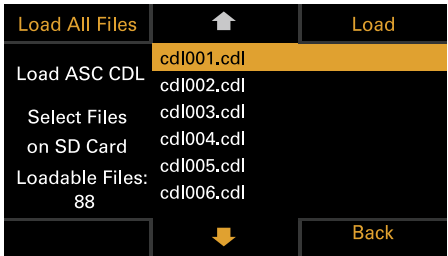 Load All Files
Load
Load ASC CDL
Select Files
on SD Card
Loadable Files:
88
cdl001.cdl
cdl002.cdl
cdl003.cdl
cdl004.cdl
cdl005.cdl
cdl006.cdl
Back